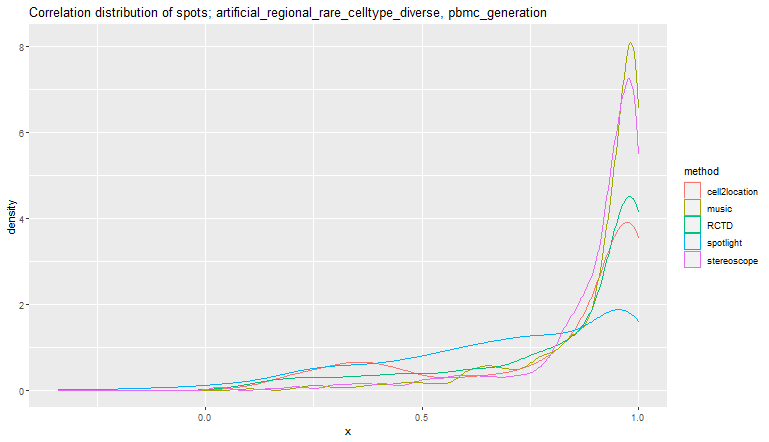 Correlation distribution of spots; artificial_regional_rare_celltype_diverse, pbmc_generation
8
6
4
2
0
density
0.0
0.5
1.0
x
method
cell2location
music
RCTD
spotlight
stereoscope